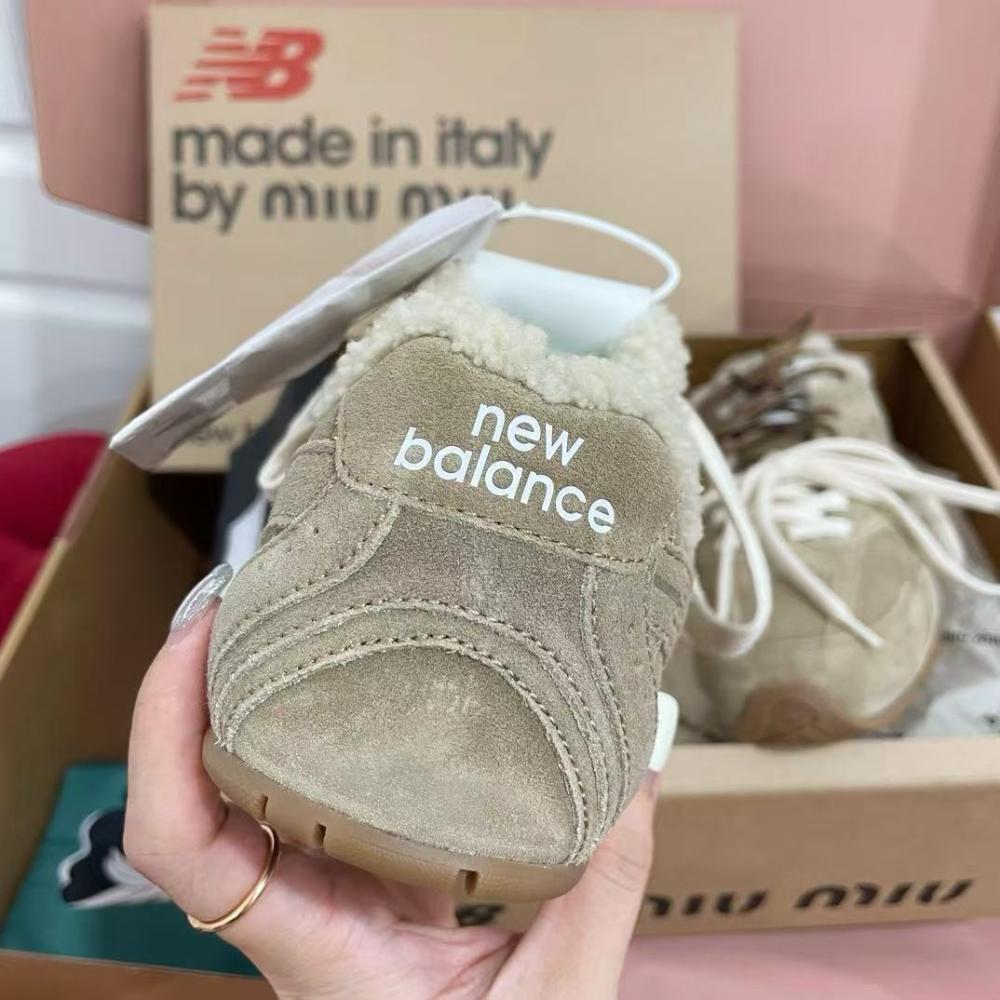 NB
made in italy
by miu miu
new
balance
miu miu